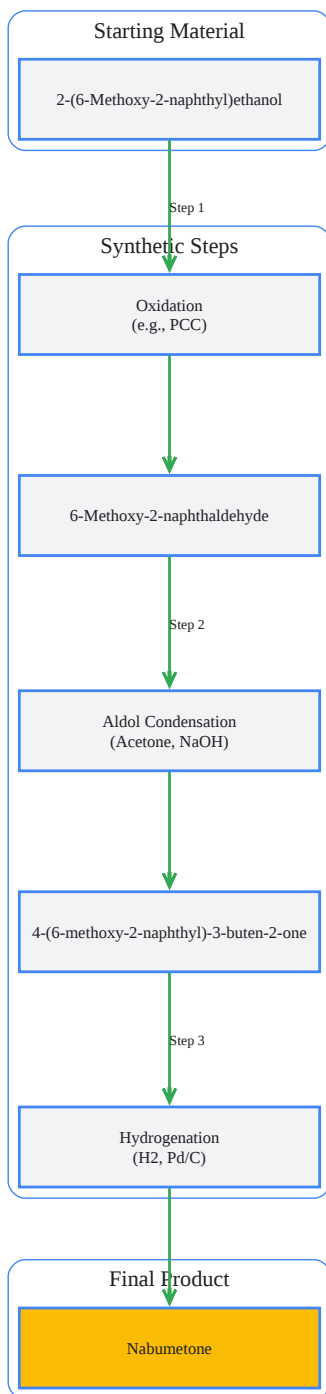 Starting Material
2-(6-Methoxy-2-naphthyl)ethanol
Step 1
Synthetic Steps
Oxidation
(e.g., PCC)
6-Methoxy-2-naphthaldehyde
Step 2
Aldol Condensation
(Acetone, NaOH)
4-(6-methoxy-2-naphthyl)-3-buten-2-one
Step 3
Hydrogenation
(H2, Pd/C)
Final Product
Nabumetone